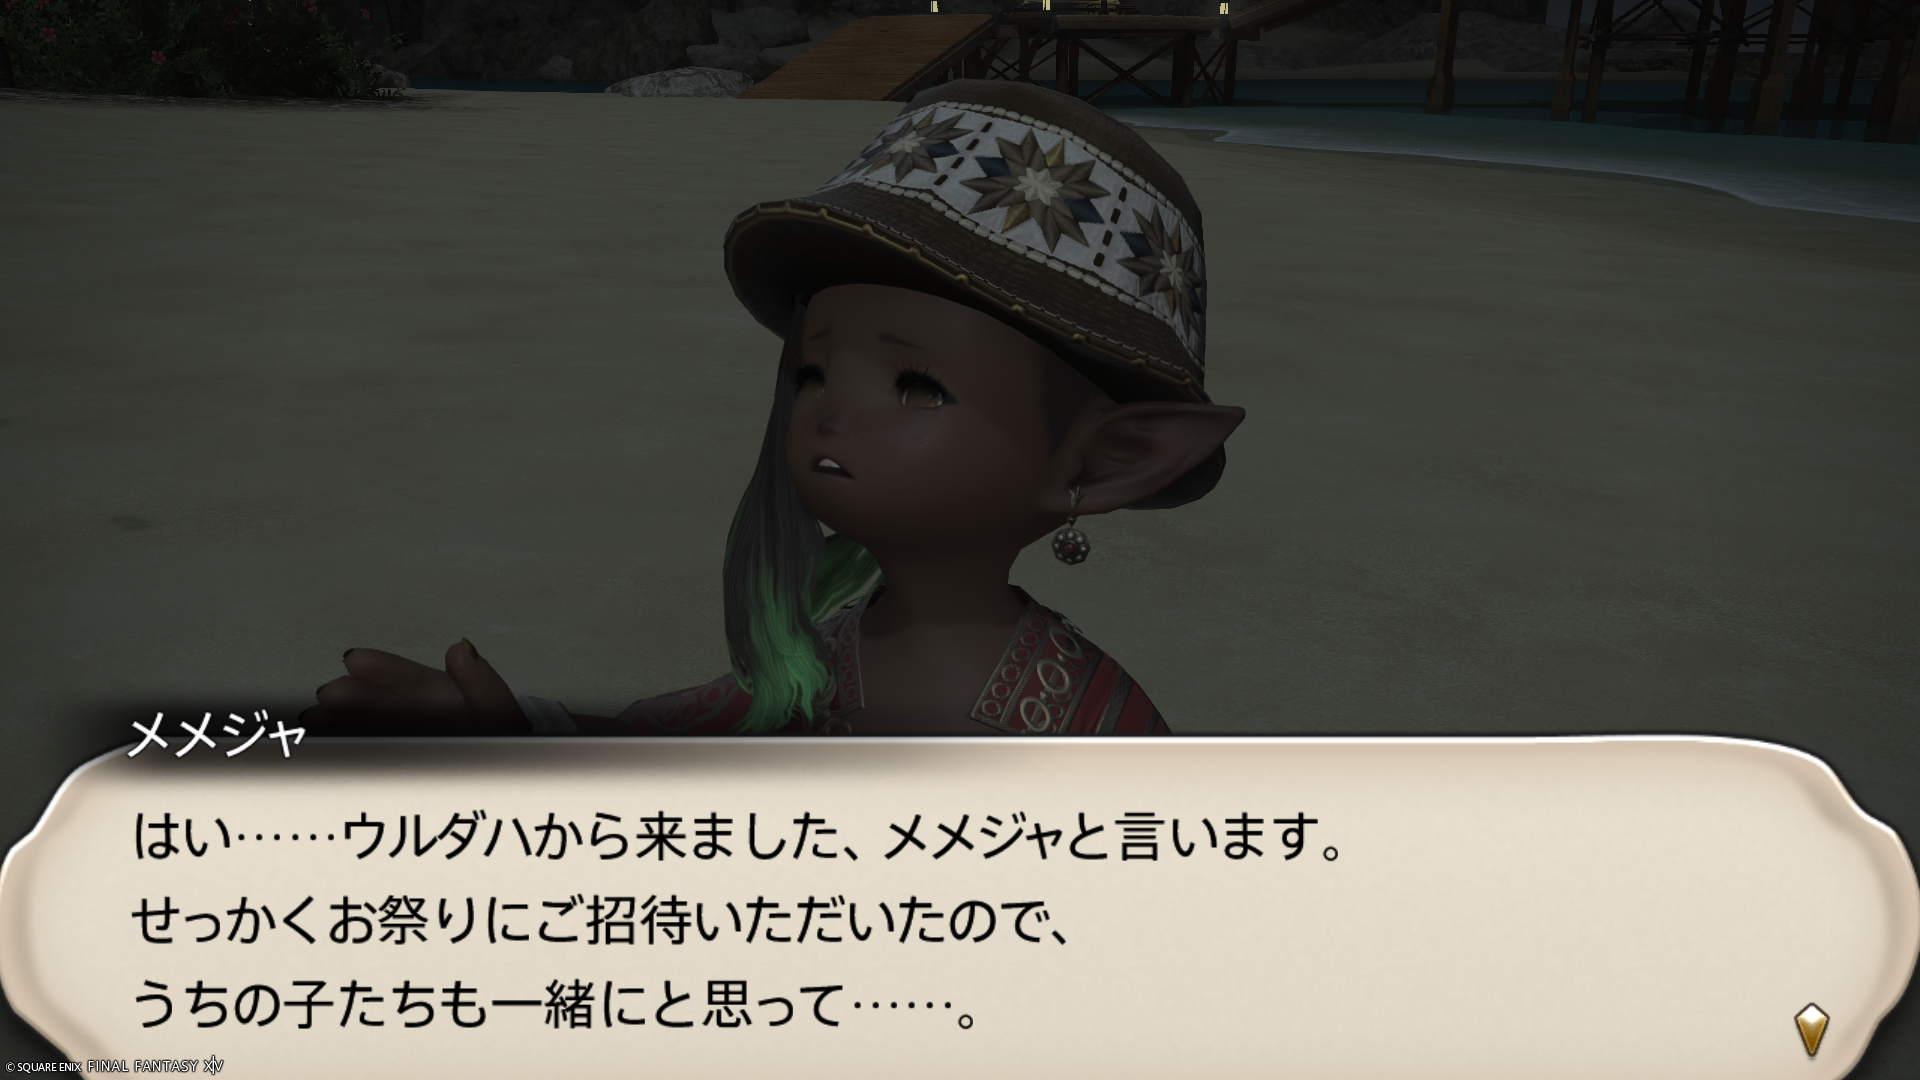 メメジャ
はい……ウルダハから来ました、メメジャと言います。
せっかくお祭りにご招待いただいたので、
うちの子たちも一緒にと思って……。
© SQUARE ENIX FINAL FANTASY XIV